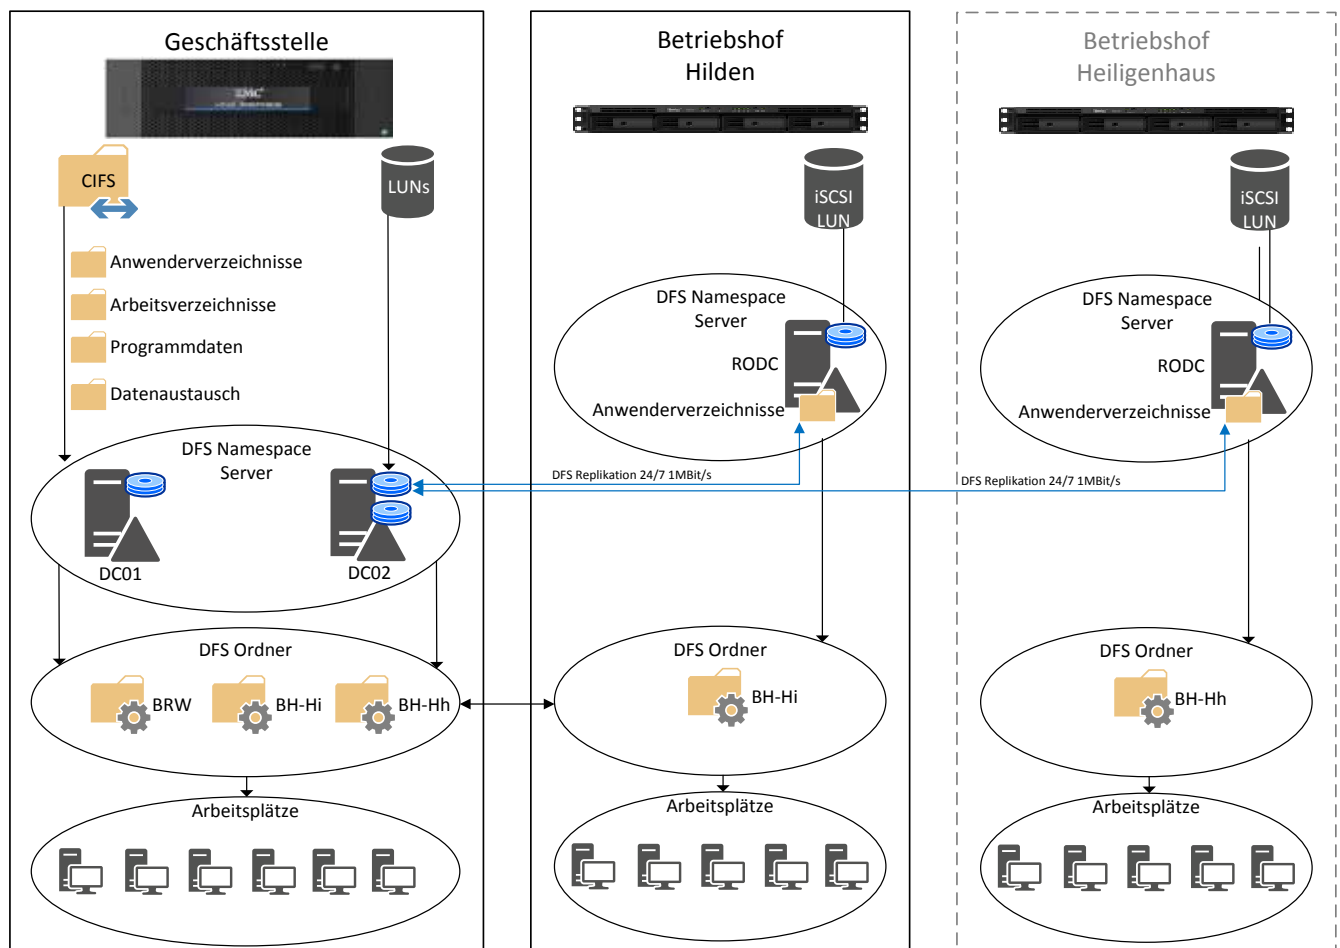 Geschäftsstelle
EMC²
CIFS
LUNs
Anwenderverzeichnisse
Arbeitsverzeichnisse
Programmdaten
Datenaustausch
DFS Namespace
Server
DC01
DC02
DFS Ordner
BRW
BH-Hi
BH-Hh
Arbeitsplätze
Betriebshof
Hilden
iSCSI
LUN
DFS Namespace
Server
RODC
Anwenderverzeichnisse
DFS Replikation 24/7 1MBit/s
DFS Ordner
BH-Hi
Arbeitsplätze
Betriebshof
Heiligenhaus
iSCSI
LUN
DFS Namespace
Server
RODC
Anwenderverzeichnisse
DFS Replikation 24/7 1MBit/s
DFS Ordner
BH-Hh
Arbeitsplätze